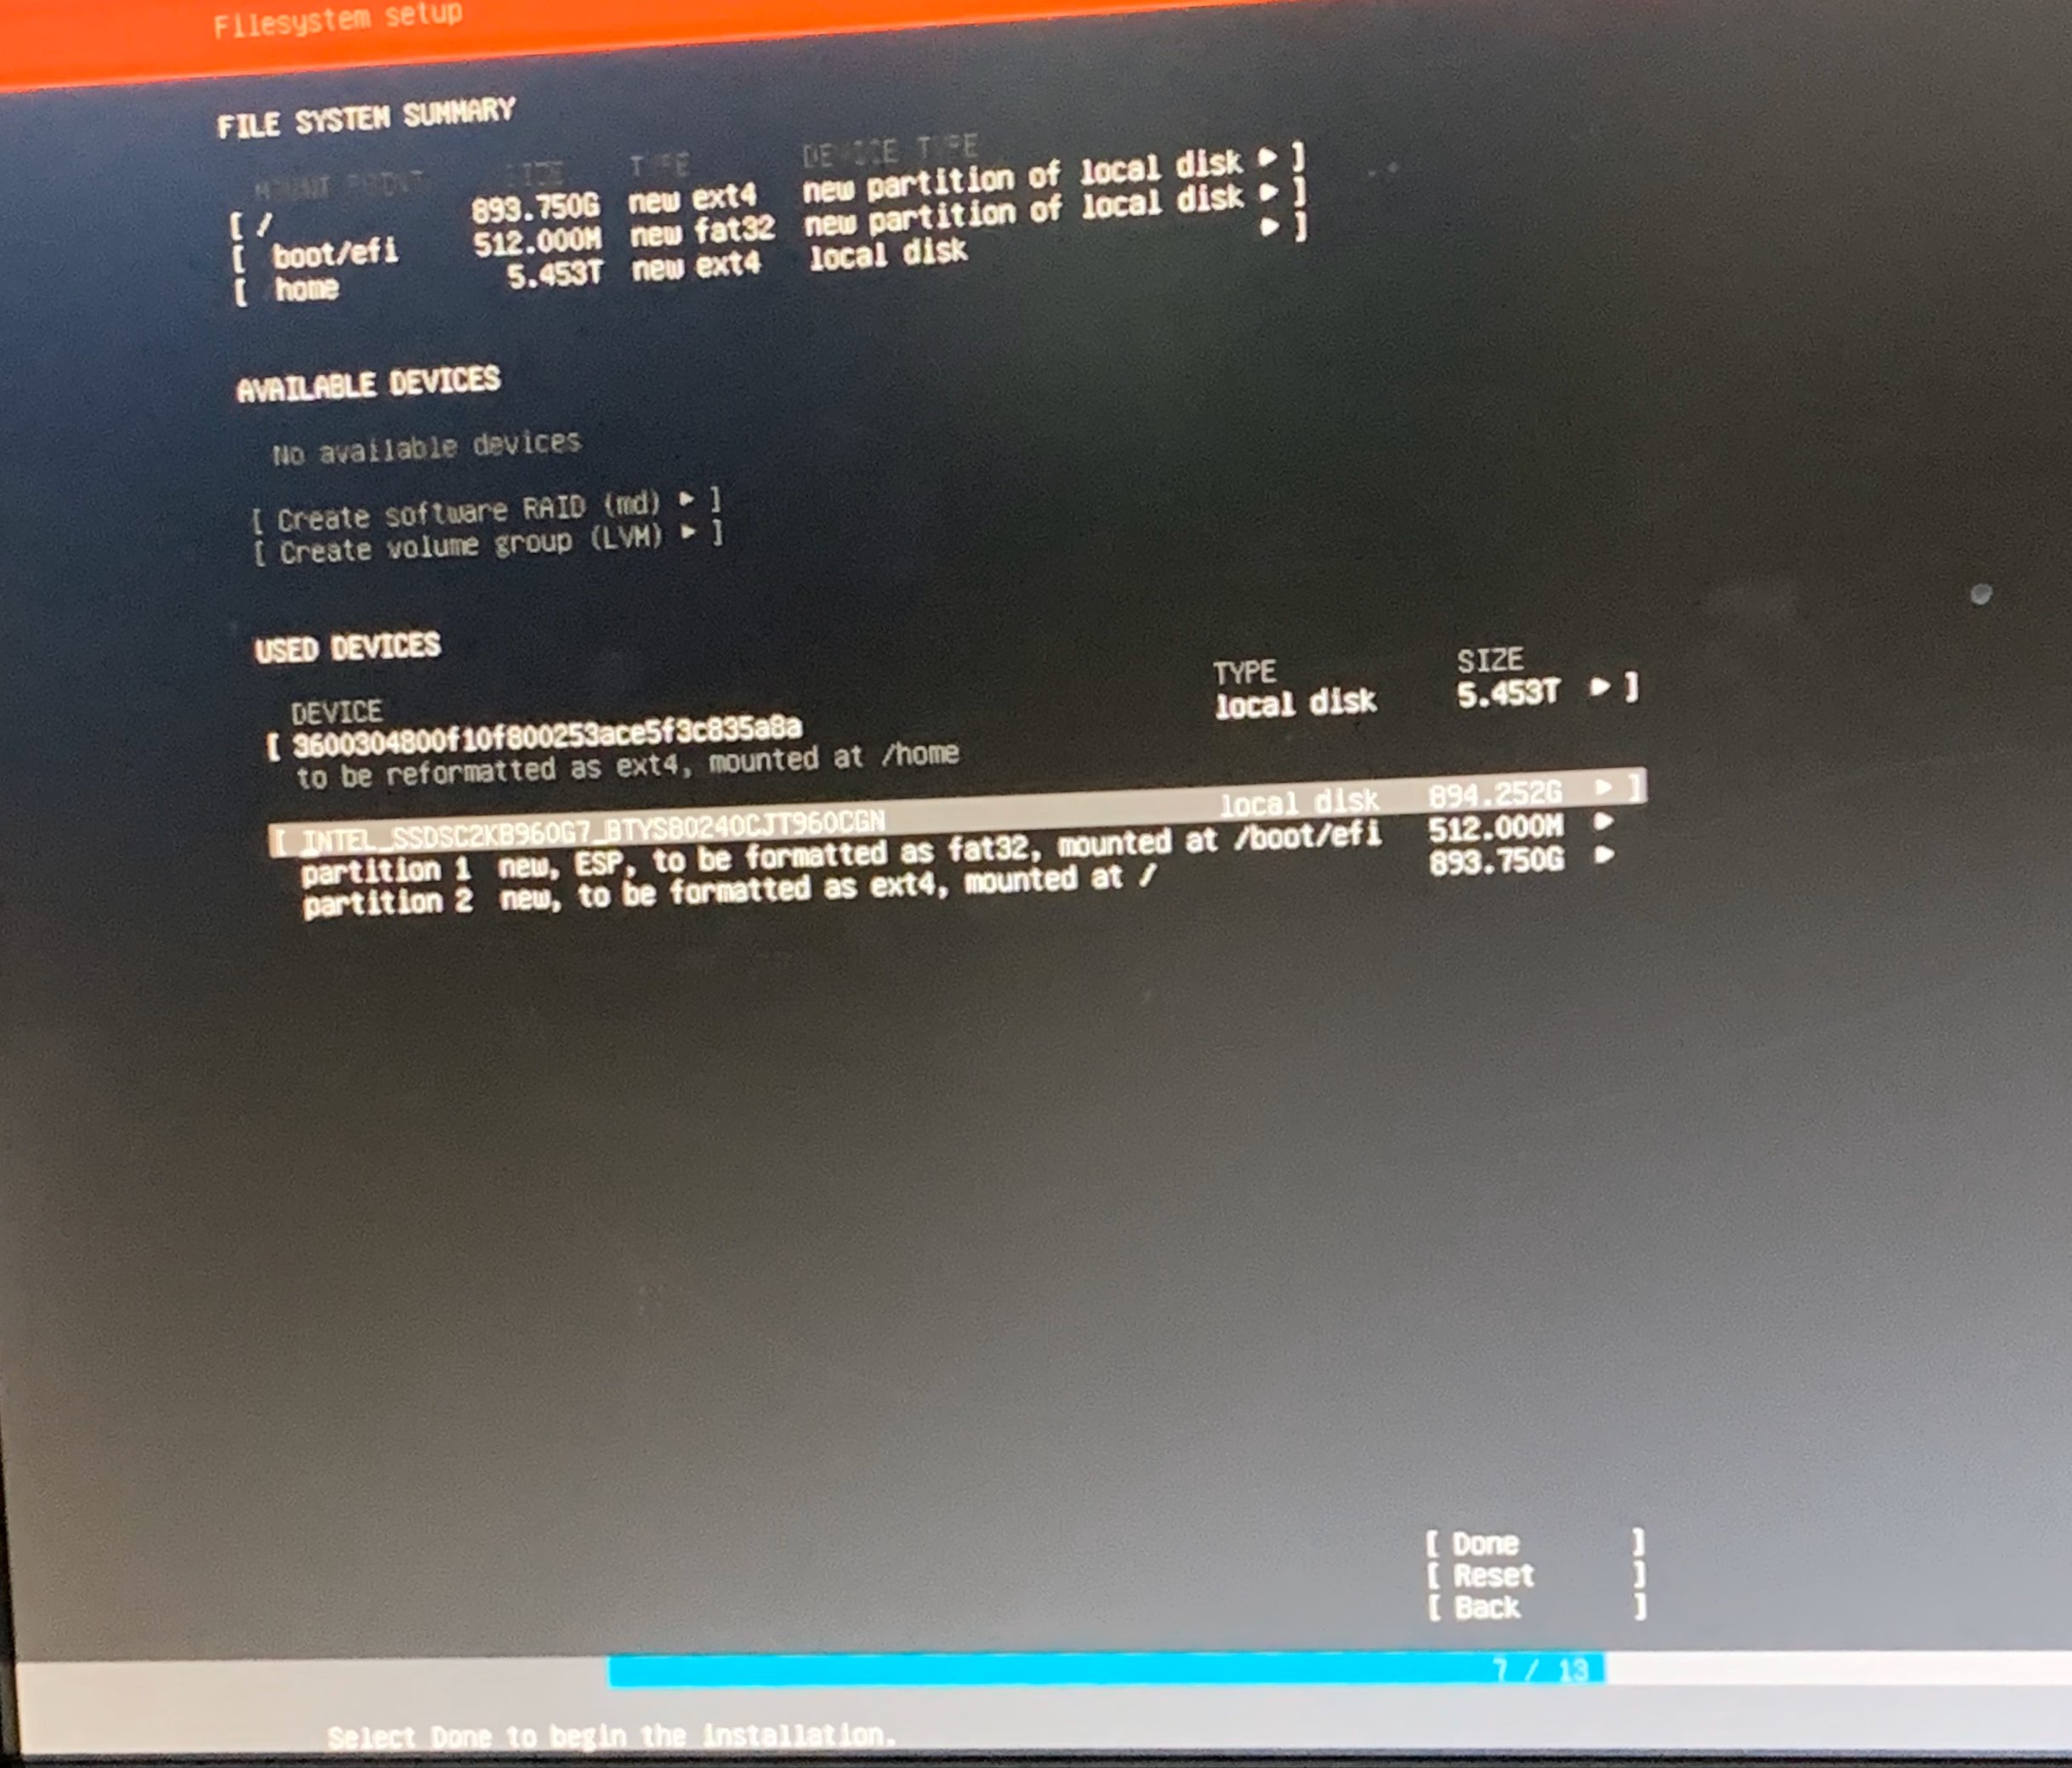 Filesystem setup
FILE SYSTEM SUMMARY
MOUNT POINT SIZE TYPE DEVICE TYPE
[ / 893.750G new ext4 new partition of local disk ▸ ]
[ boot/efi 512.000M new fat32 new partition of local disk ▸ ]
[ home 5.453T new ext4 local disk ▸ ]
AVAILABLE DEVICES
No available devices
[ Create software RAID (md) ▸ ]
[ Create volume group (LVM) ▸ ]
USED DEVICES
DEVICE TYPE SIZE
[ 3600304800f10f800253ace5f3c835a8a local disk 5.453T ▸ ]
to be reformatted as ext4, mounted at /home
[ INTEL_SSDSC2KB960G7_BTYS80240CJT960CGN local disk 894.252G ▸ ]
partition 1 new, ESP, to be formatted as fat32, mounted at /boot/efi 512.000M ▸
partition 2 new, to be formatted as ext4, mounted at / 893.750G ▸
[ Done ]
[ Reset ]
[ Back ]
7 / 13
Select Done to begin the installation.